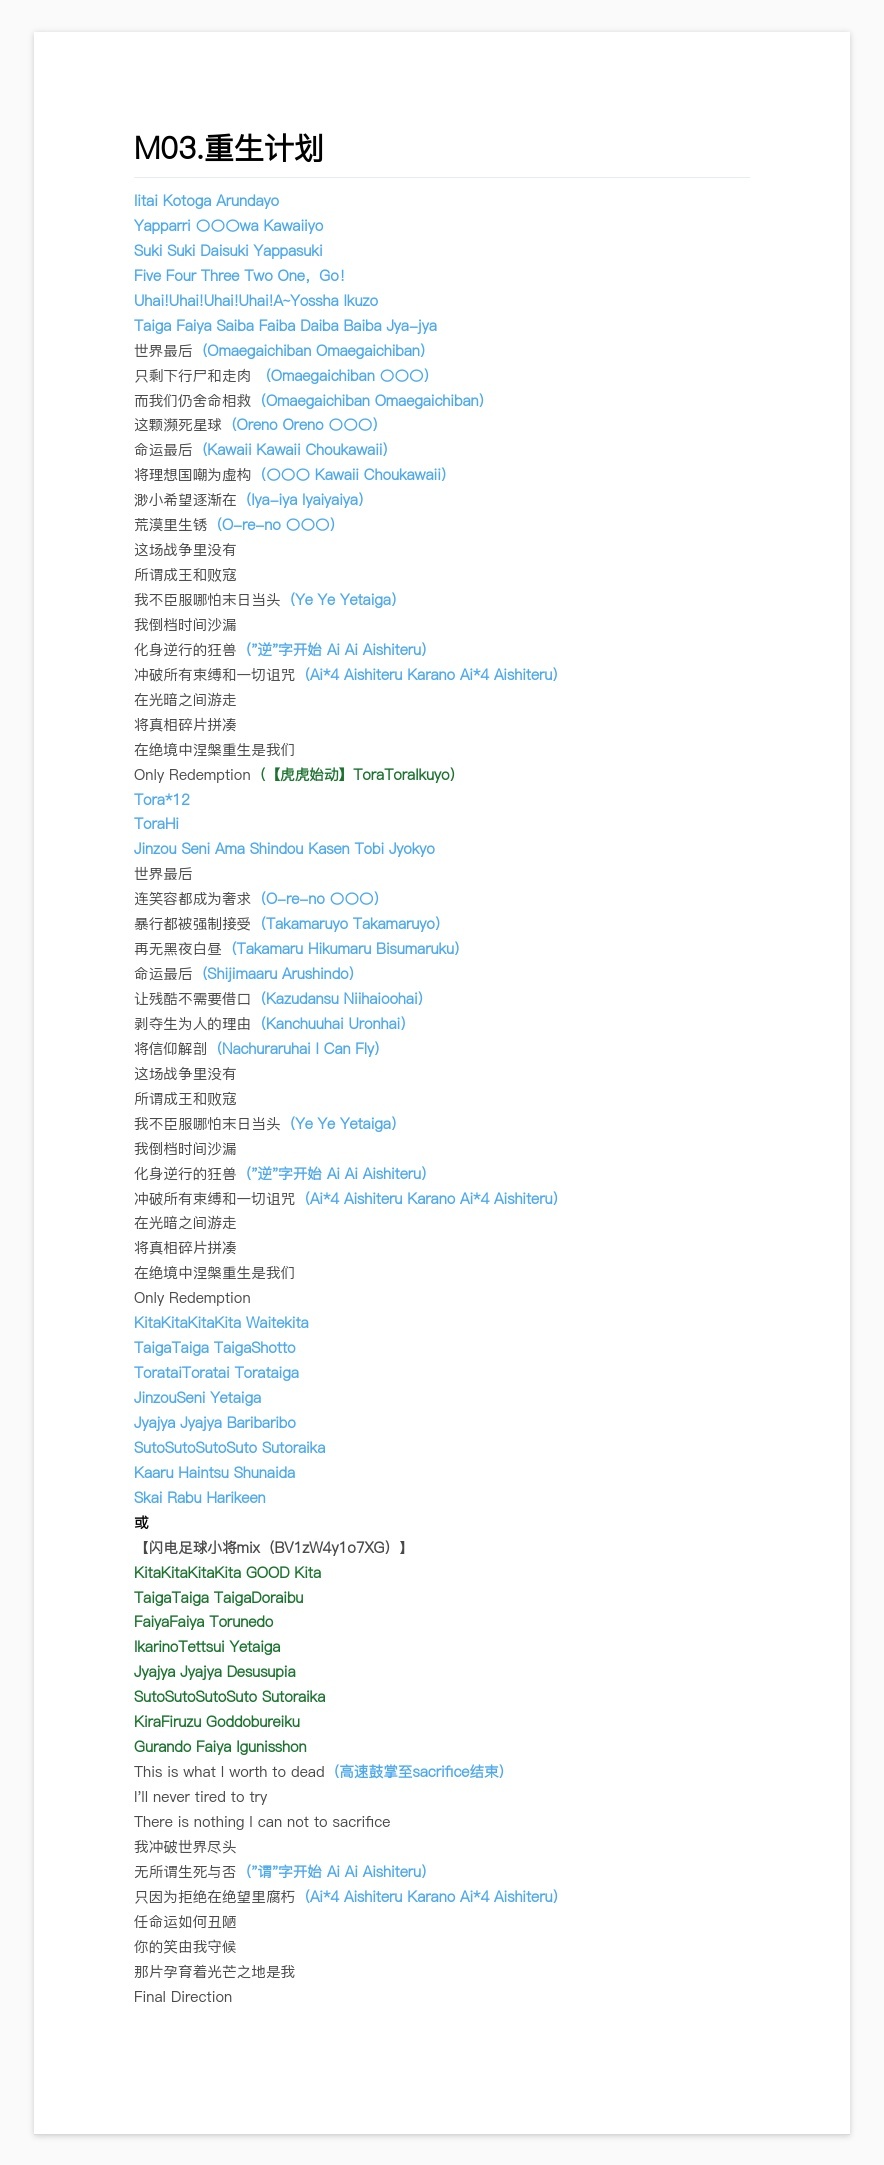 M03.重生计划
Iitai Kotoga Arundayo
Yapparri 〇〇〇wa Kawaiiyo
Suki Suki Daisuki Yappasuki
Five Four Three Two One，Go！
Uhai!Uhai!Uhai!Uhai!A~Yossha Ikuzo
Taiga Faiya Saiba Faiba Daiba Baiba Jya-jya
世界最后（Omaegaichiban Omaegaichiban）
只剩下行尸和走肉 （Omaegaichiban 〇〇〇）
而我们仍舍命相救（Omaegaichiban Omaegaichiban）
这颗濒死星球（Oreno Oreno 〇〇〇）
命运最后（Kawaii Kawaii Choukawaii）
将理想国嘲为虚构（〇〇〇 Kawaii Choukawaii）
渺小希望逐渐在（Iya-iya Iyaiyaiya）
荒漠里生锈（O-re-no 〇〇〇）
这场战争里没有
所谓成王和败寇
我不臣服哪怕末日当头（Ye Ye Yetaiga）
我倒档时间沙漏
化身逆行的狂兽（”逆”字开始 Ai Ai Aishiteru）
冲破所有束缚和一切诅咒（Ai*4 Aishiteru Karano Ai*4 Aishiteru）
在光暗之间游走
将真相碎片拼凑
在绝境中涅槃重生是我们
Only Redemption（【虎虎始动】ToraToraIkuyo）
Tora*12
ToraHi
Jinzou Seni Ama Shindou Kasen Tobi Jyokyo
世界最后
连笑容都成为奢求（O-re-no 〇〇〇）
暴行都被强制接受（Takamaruyo Takamaruyo）
再无黑夜白昼（Takamaru Hikumaru Bisumaruku）
命运最后（Shijimaaru Arushindo）
让残酷不需要借口（Kazudansu Niihaioohai）
剥夺生为人的理由（Kanchuuhai Uronhai）
将信仰解剖（Nachuraruhai I Can Fly）
这场战争里没有
所谓成王和败寇
我不臣服哪怕末日当头（Ye Ye Yetaiga）
我倒档时间沙漏
化身逆行的狂兽（”逆”字开始 Ai Ai Aishiteru）
冲破所有束缚和一切诅咒（Ai*4 Aishiteru Karano Ai*4 Aishiteru）
在光暗之间游走
将真相碎片拼凑
在绝境中涅槃重生是我们
Only Redemption
KitaKitaKitaKita Waitekita
TaigaTaiga TaigaShotto
TorataiToratai Torataiga
JinzouSeni Yetaiga
Jyajya Jyajya Baribaribo
SutoSutoSutoSuto Sutoraika
Kaaru Haintsu Shunaida
Skai Rabu Harikeen
或
【闪电足球小将mix（BV1zW4y1o7XG）】
KitaKitaKitaKita GOOD Kita
TaigaTaiga TaigaDoraibu
FaiyaFaiya Torunedo
IkarinoTettsui Yetaiga
Jyajya Jyajya Desusupia
SutoSutoSutoSuto Sutoraika
KiraFiruzu Goddobureiku
Gurando Faiya Igunisshon
This is what I worth to dead（高速鼓掌至sacrifice结束）
I’ll never tired to try
There is nothing I can not to sacrifice
我冲破世界尽头
无所谓生死与否（”谓”字开始 Ai Ai Aishiteru）
只因为拒绝在绝望里腐朽（Ai*4 Aishiteru Karano Ai*4 Aishiteru）
任命运如何丑陋
你的笑由我守候
那片孕育着光芒之地是我
Final Direction